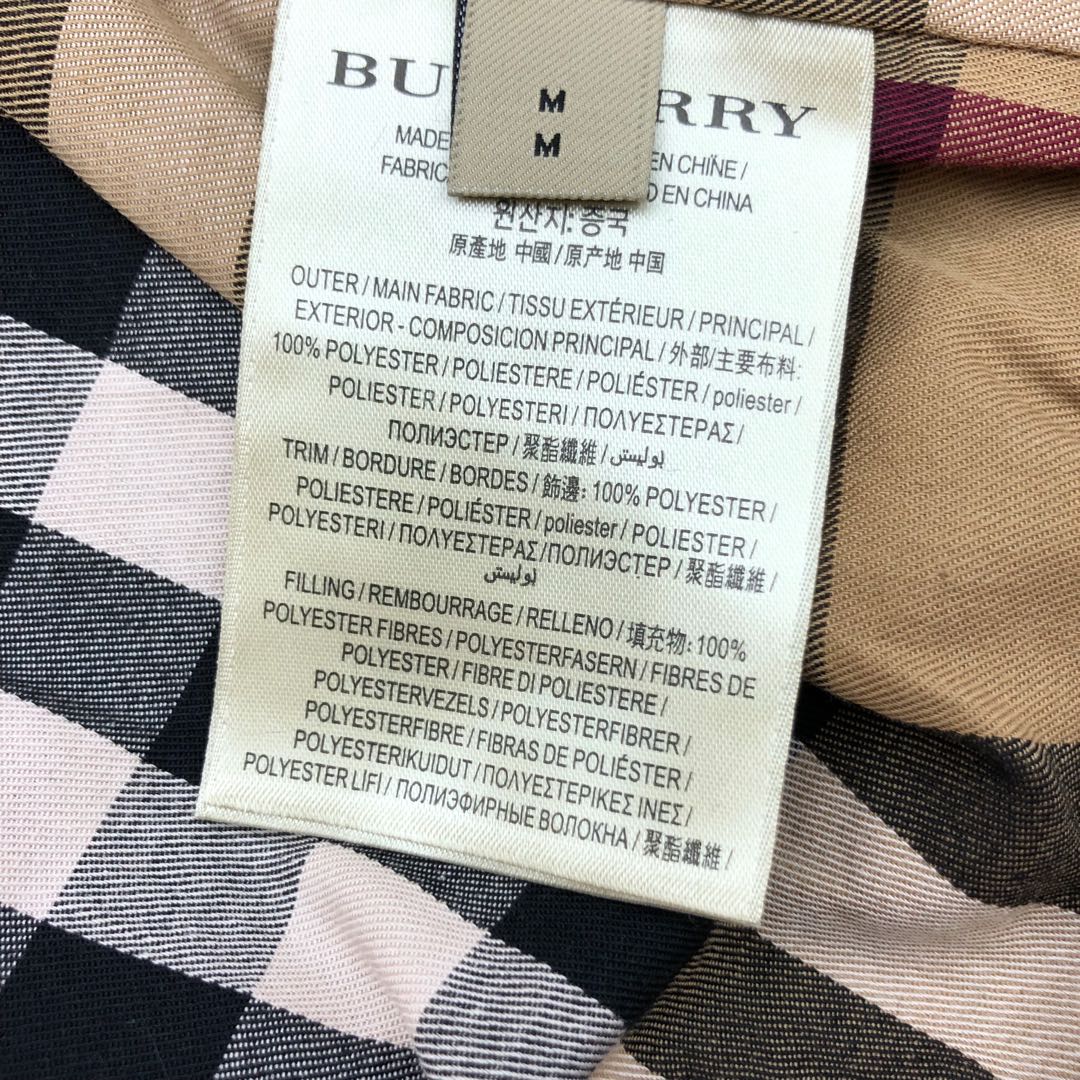 BU RRY
M
M
MADE EN CHINE /
FABRIC D EN CHINA
원산지: 중국
原產地 中國 / 原产地 中国
OUTER / MAIN FABRIC / TISSU EXTÉRIEUR / PRINCIPAL /
EXTERIOR - COMPOSICION PRINCIPAL / 外部/主要布料:
100% POLYESTER / POLIESTERE / POLIÉSTER / poliester /
POLIESTER / POLYESTERI / ΠΟΛΥΕΣΤΕΡΑΣ /
ПОЛИЭСТЕР / 聚酯纖維 / بوليستر
TRIM / BORDURE / BORDES / 飾邊: 100% POLYESTER /
POLIESTERE / POLIÉSTER / poliester / POLIESTER /
POLYESTERI / ΠΟΛΥΕΣΤΕΡΑΣ/ПОЛИЭСТЕР / 聚酯纖維 /
بوليستر
FILLING / REMBOURRAGE / RELLENO / 填充物: 100%
POLYESTER FIBRES / POLYESTERFASERN / FIBRES DE
POLYESTER / FIBRE DI POLIESTERE /
POLYESTERVEZELS / POLYESTERFIBRER /
POLYESTERFIBRE / FIBRAS DE POLIÉSTER /
POLYESTERIKUIDUT / ΠΟΛΥΕΣΤΕΡΙΚΕΣ ΙΝΕΣ /
POLYESTER LIFI / ПОЛИЭФИРНЫЕ ВОЛОКНА / 聚酯纖維 /